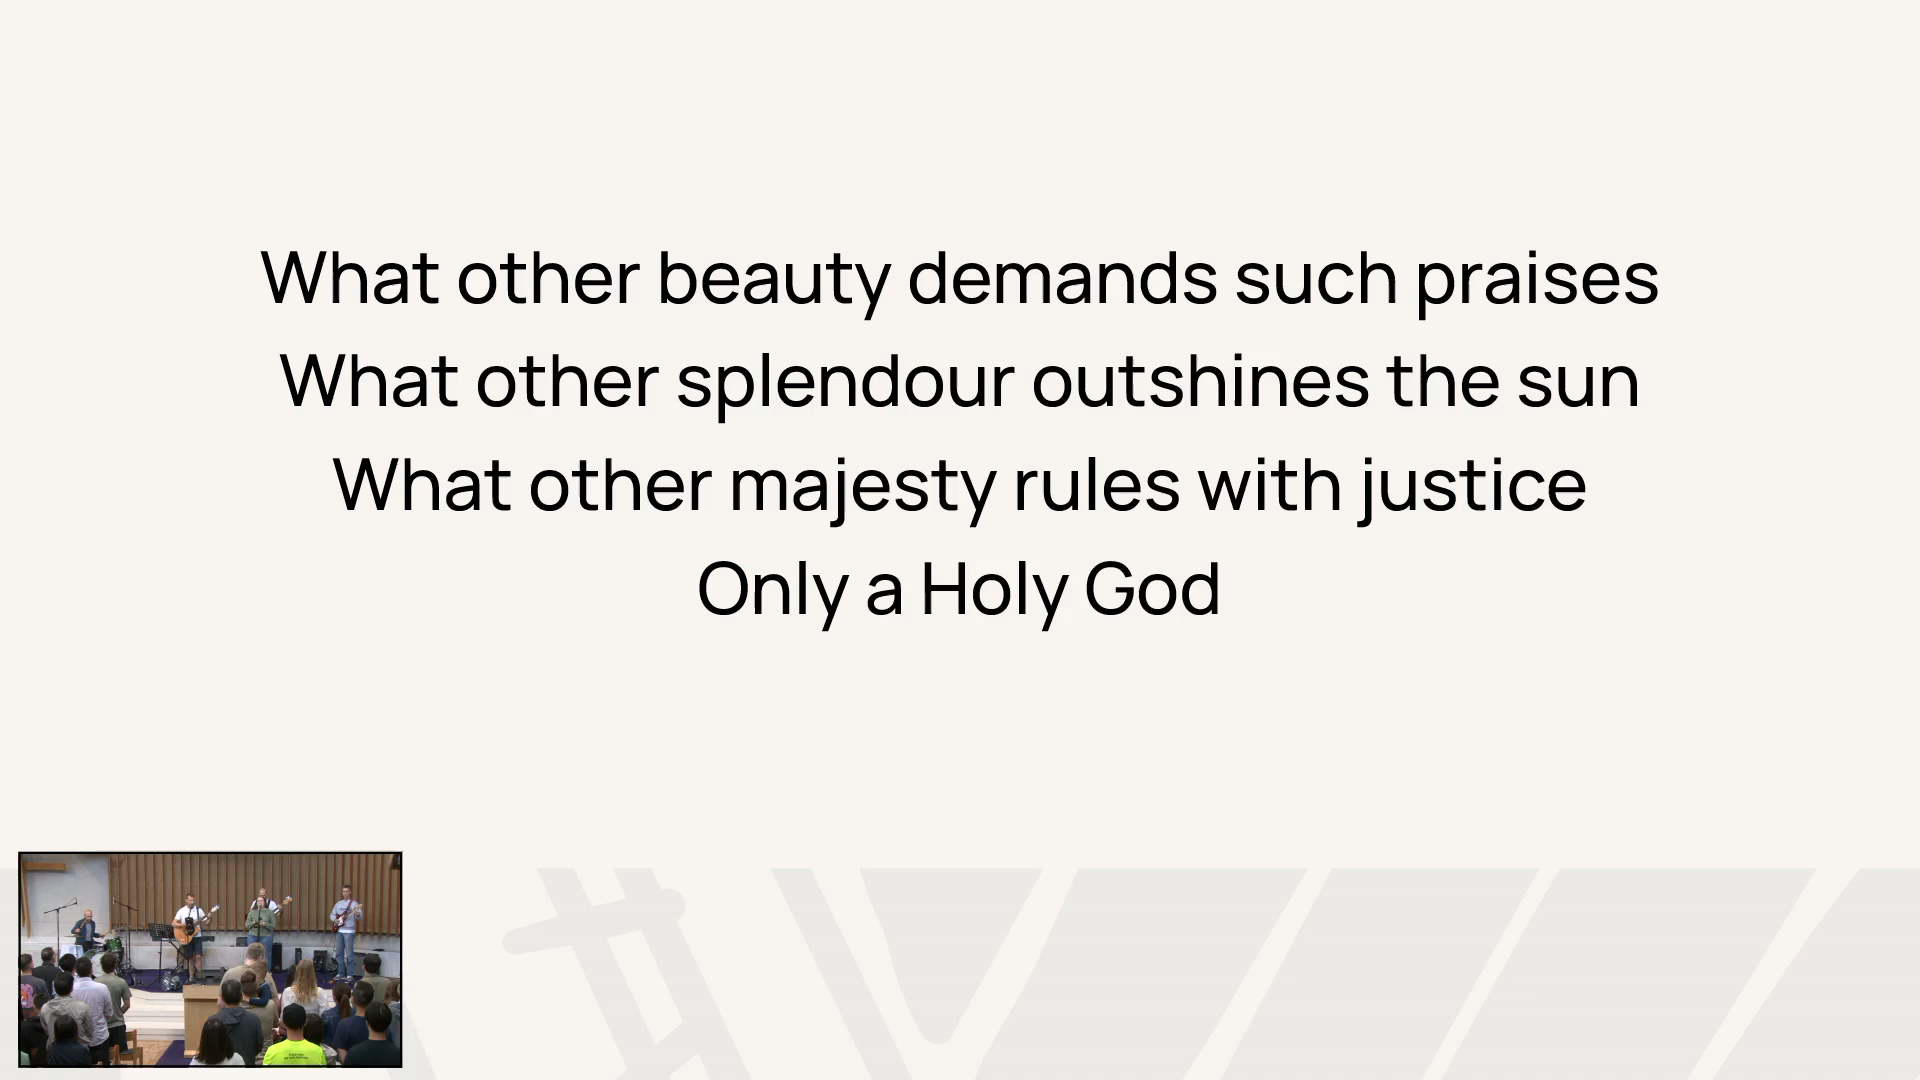 What other beauty demands such praises
What other splendour outshines the sun
What other majesty rules with justice
Only a Holy God